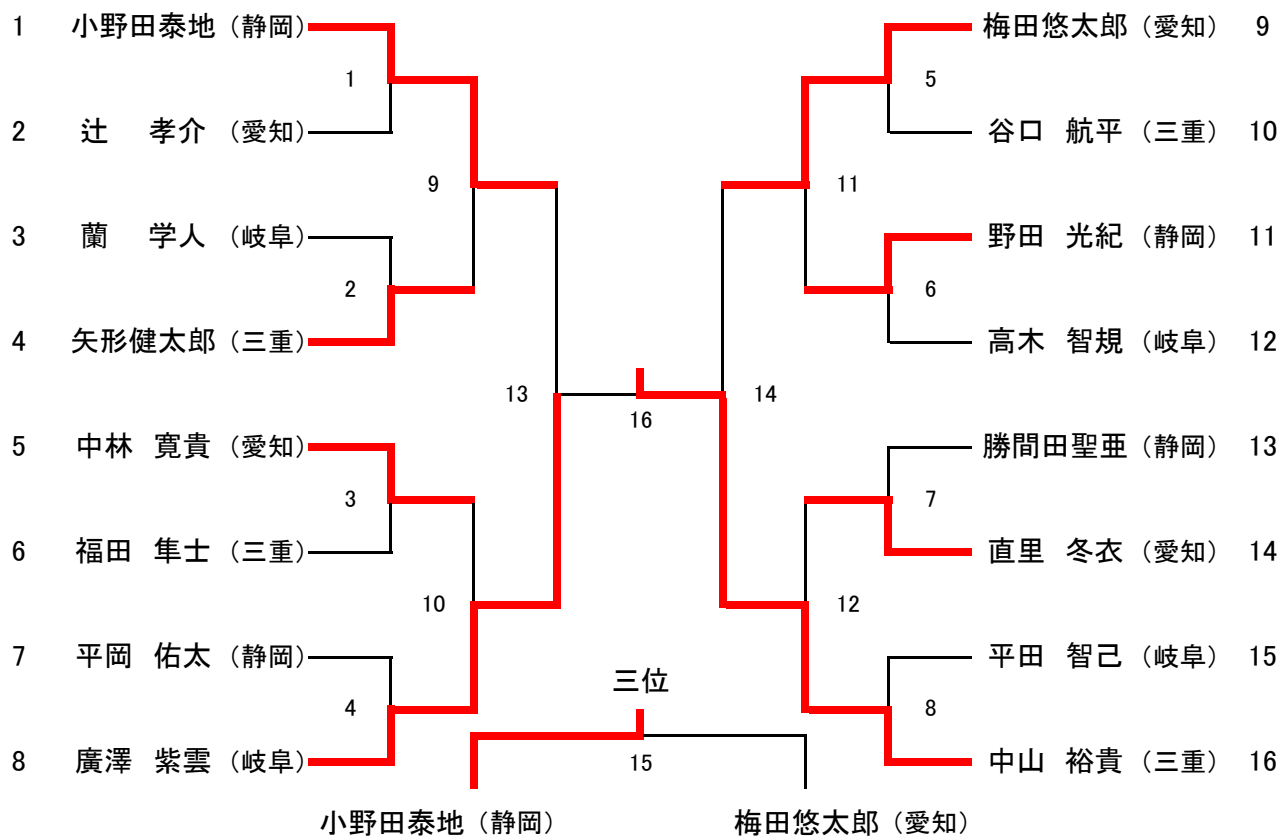 1 小野田泰地（静岡） 梅田悠太郎（愛知） 9
1 5
2 辻 孝介（愛知） 谷口 航平（三重） 10
9 11
3 蘭 学人（岐阜） 野田 光紀（静岡） 11
2 6
4 矢形健太郎（三重） 高木 智規（岐阜） 12
13 16 14
5 中林 寛貴（愛知） 勝間田聖亜（静岡） 13
3 7
6 福田 隼士（三重） 直里 冬衣（愛知） 14
10 12
7 平岡 佑太（静岡） 平田 智己（岐阜） 15
三位
4 8
8 廣澤 紫雲（岐阜） 15 中山 裕貴（三重） 16
小野田泰地（静岡） 梅田悠太郎（愛知）